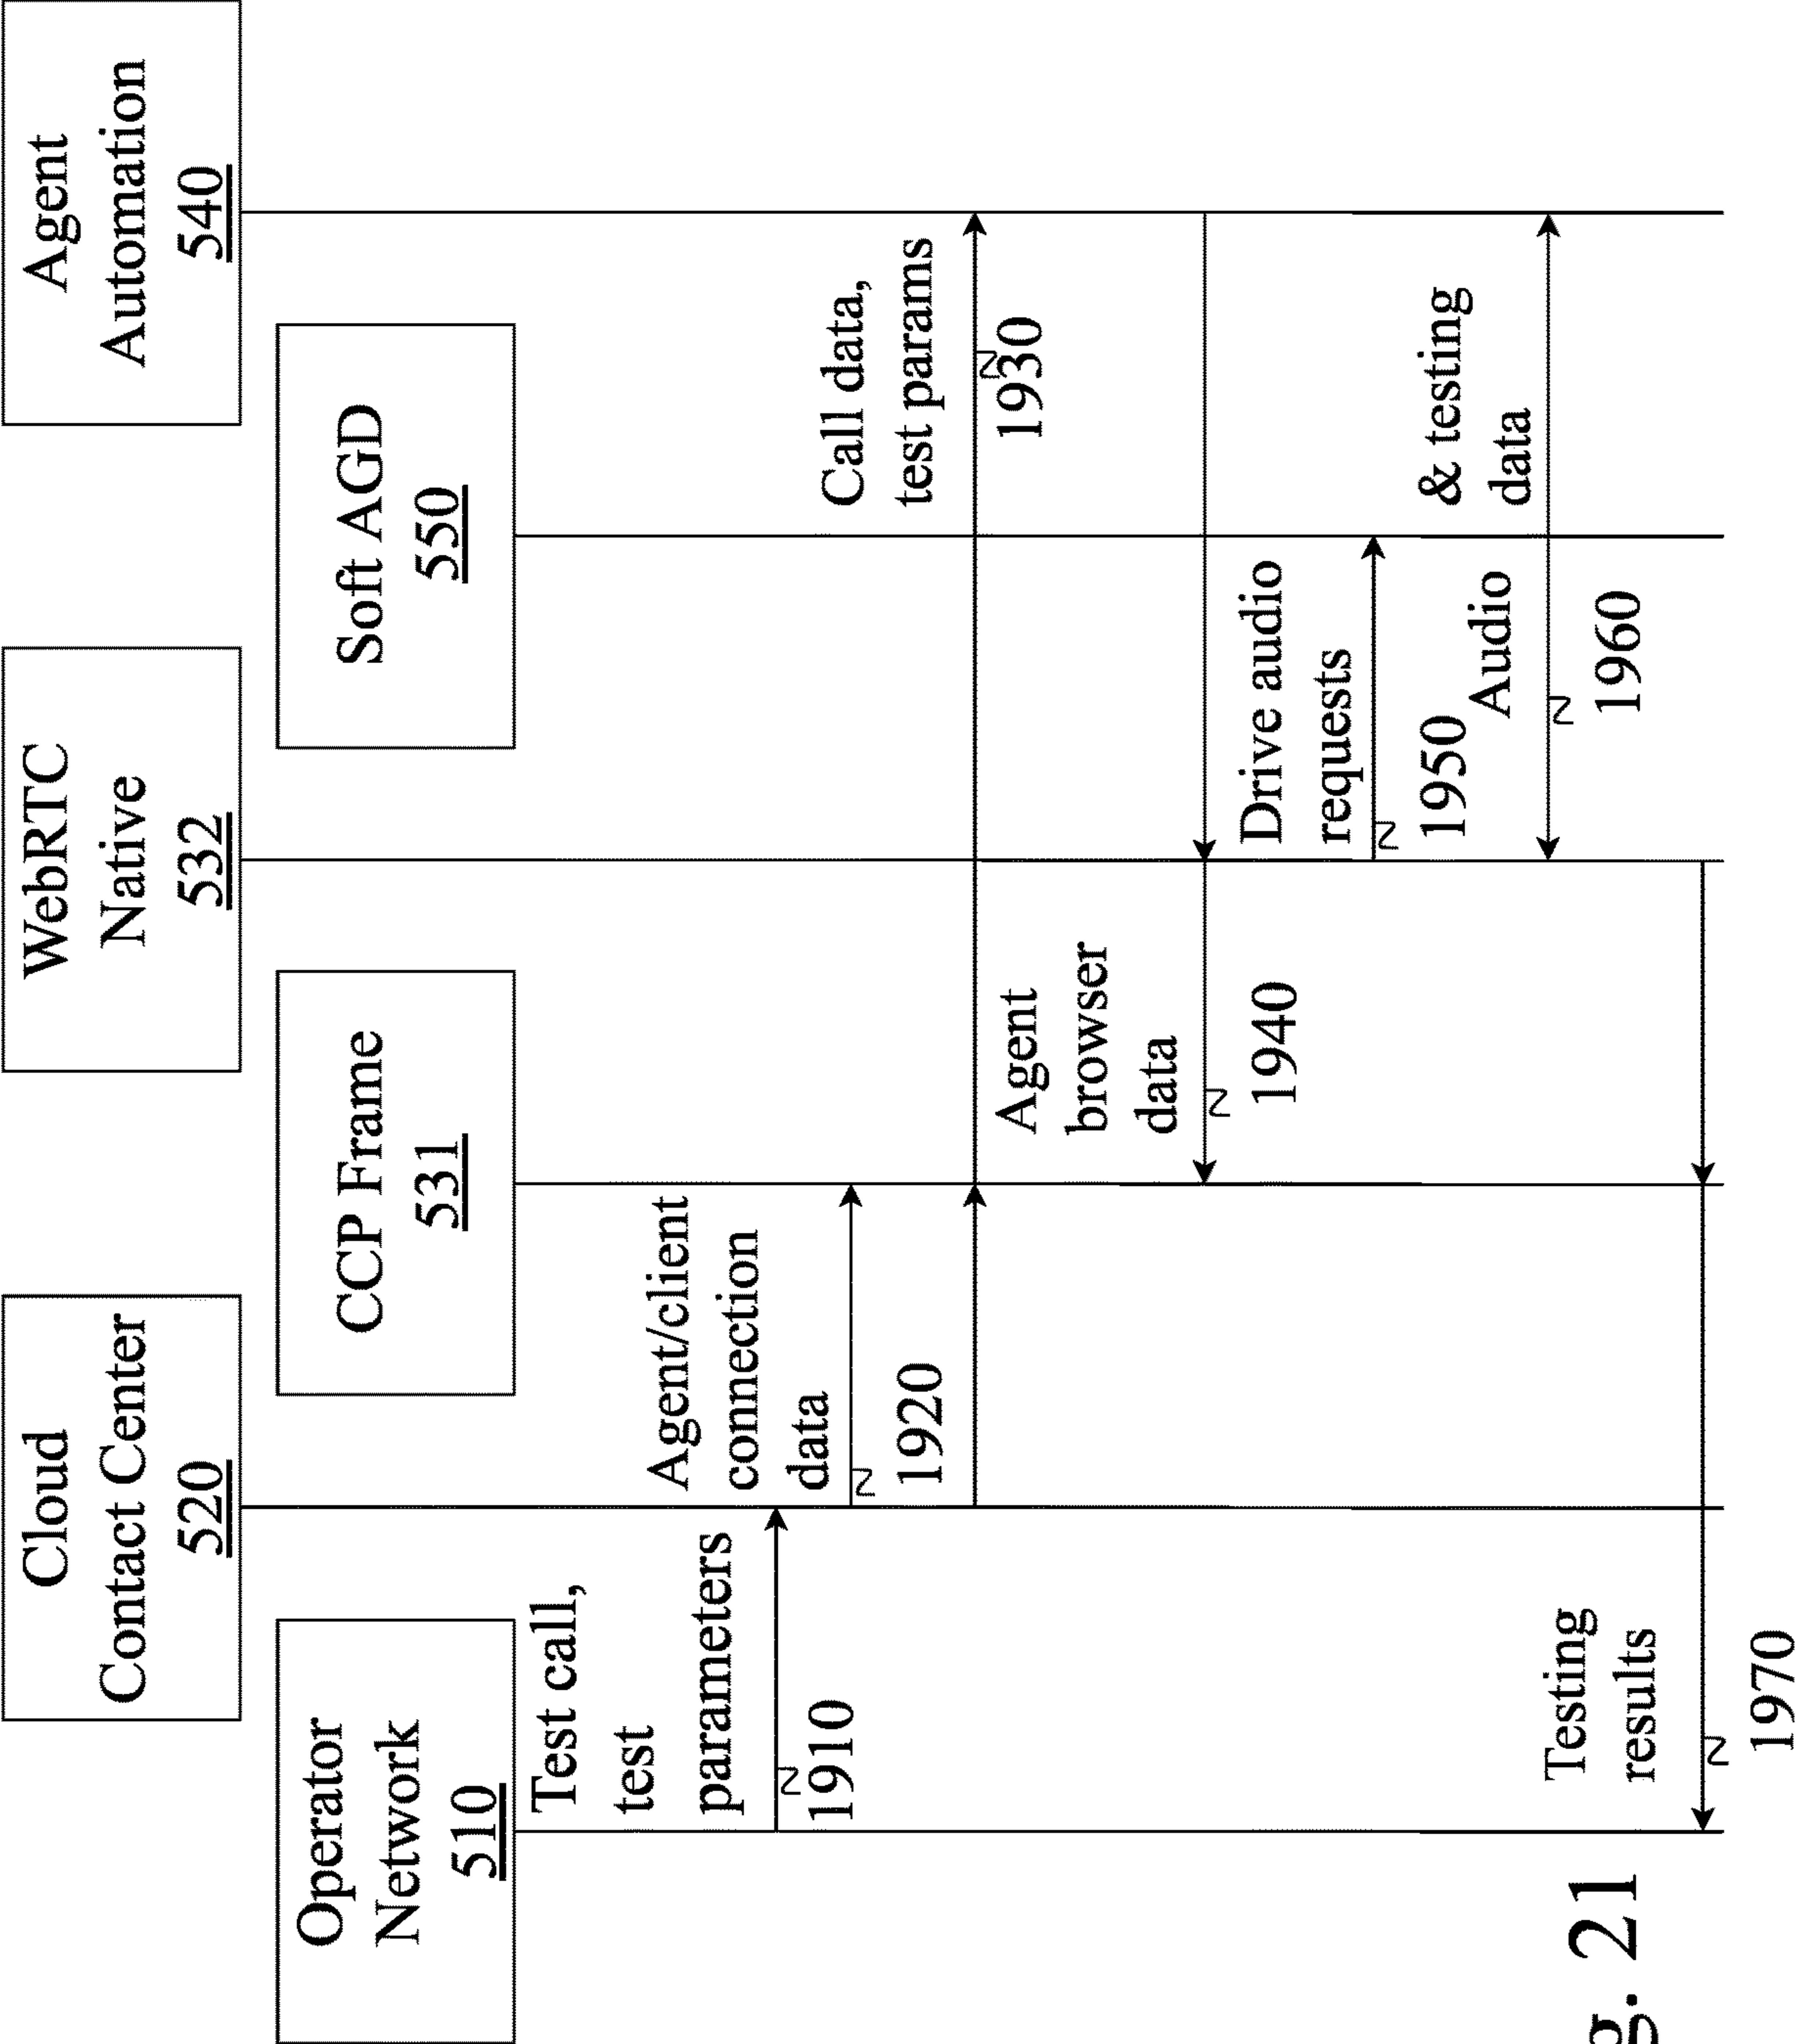 Cloud
Contact Center
520
WebRTC
Native
532
Agent
Automation
540
Operator
Network
510
CCP Frame
531
Soft AGD
550
Test call,
test
parameters
1910
Agent/client
connection
data
1920
Call data,
test params
1930
Agent
browser
data
1940
Drive audio
requests
1950
Audio
& testing
data
1960
Testing
results
1970
g. 21